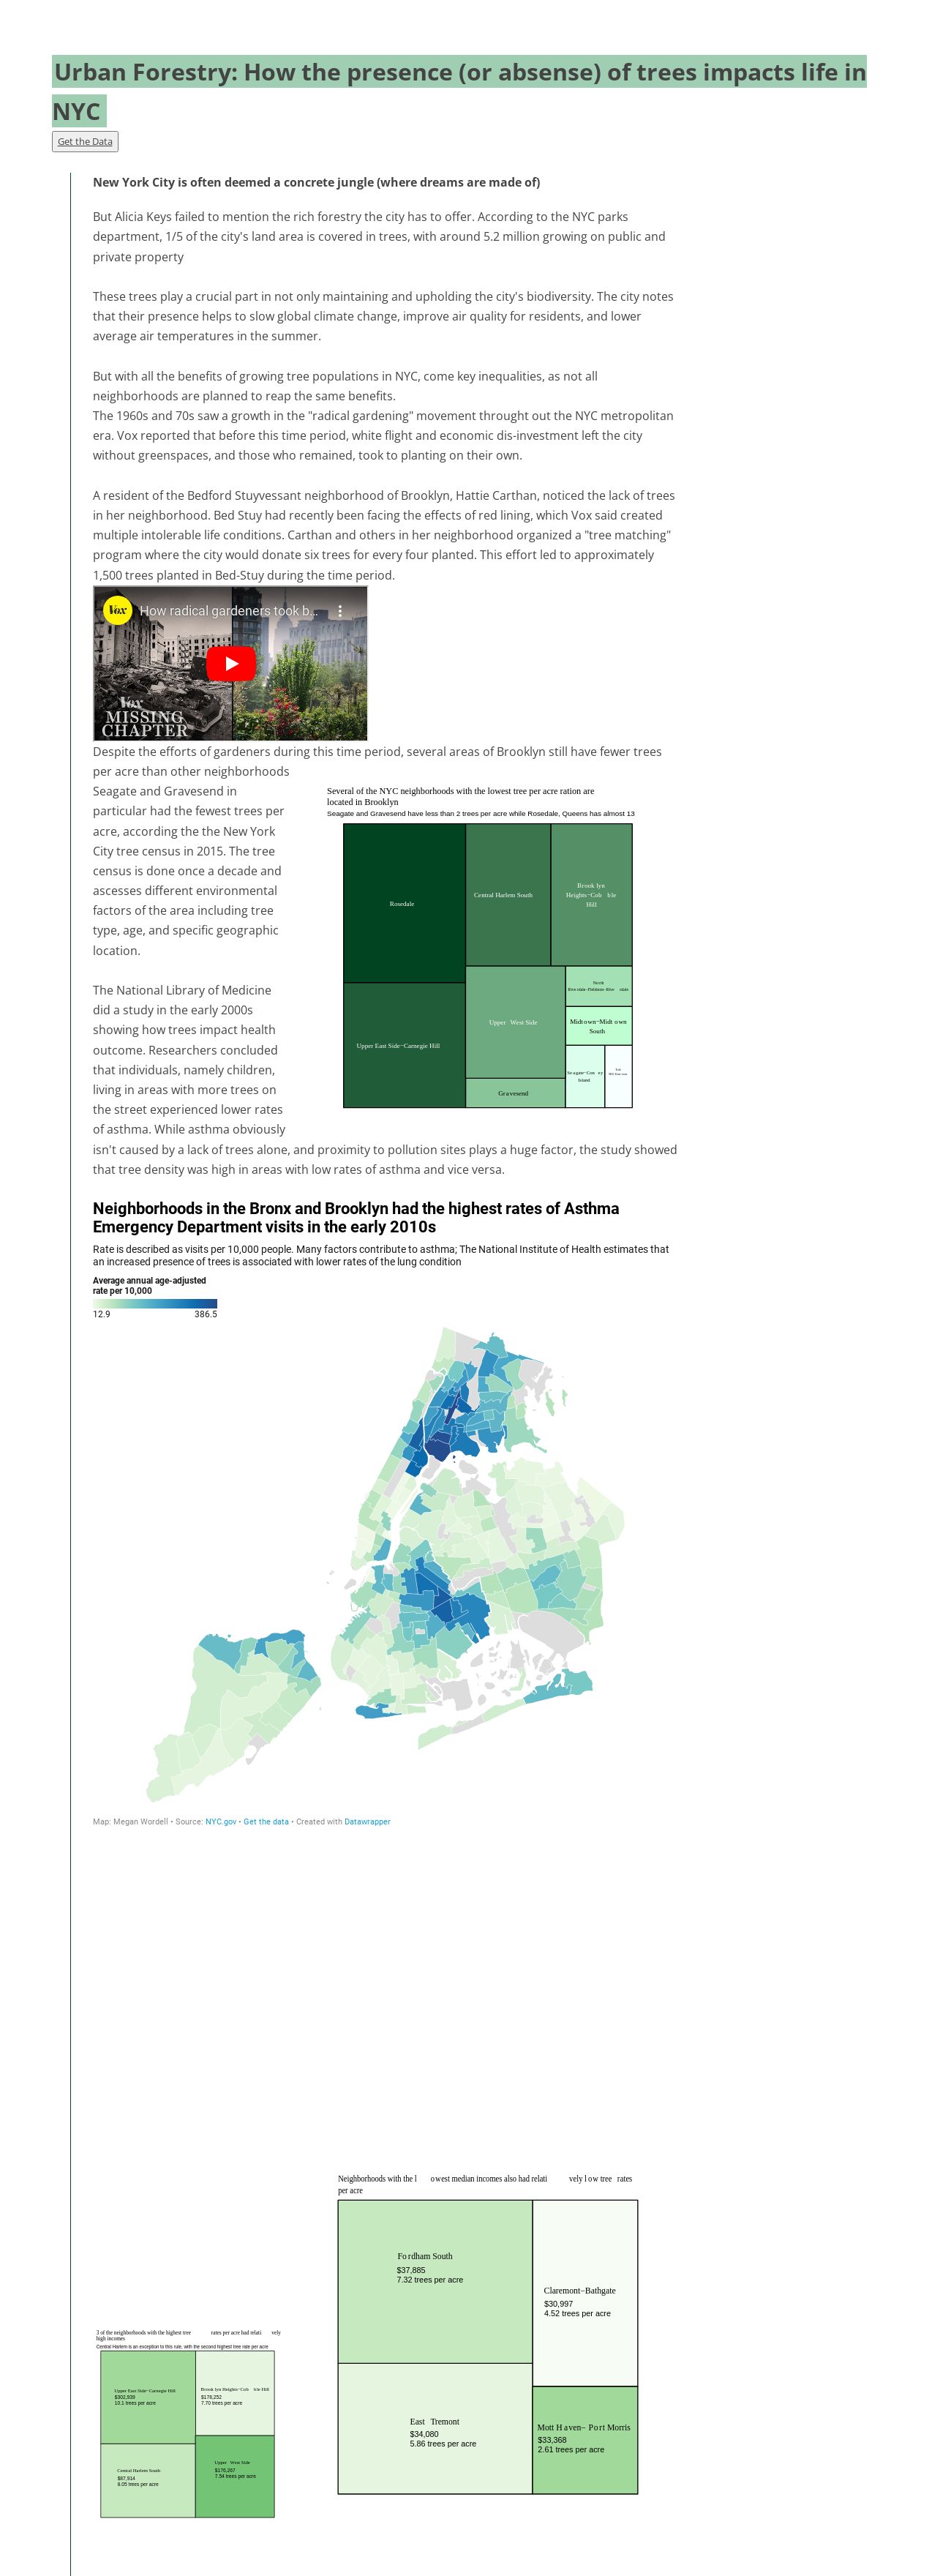 Urban Forestry: How the presence (or absense) of trees impacts life in
NYC
Get the Data
New York City is often deemed a concrete jungle (where dreams are made of)
But Alicia Keys failed to mention the rich forestry the city has to offer. According to the NYC parks
department, 1/5 of the city's land area is covered in trees, with around 5.2 million growing on public and
private property
These trees play a crucial part in not only maintaining and upholding the city's biodiversity. The city notes
that their presence helps to slow global climate change, improve air quality for residents, and lower
average air temperatures in the summer.
But with all the benefits of growing tree populations in NYC, come key inequalities, as not all
neighborhoods are planned to reap the same benefits.
The 1960s and 70s saw a growth in the "radical gardening" movement throught out the NYC metropolitan
era. Vox reported that before this time period, white flight and economic dis-investment left the city
without greenspaces, and those who remained, took to planting on their own.
A resident of the Bedford Stuyvessant neighborhood of Brooklyn, Hattie Carthan, noticed the lack of trees
in her neighborhood. Bed Stuy had recently been facing the effects of red lining, which Vox said created
multiple intolerable life conditions. Carthan and others in her neighborhood organized a "tree matching"
program where the city would donate six trees for every four planted. This effort led to approximately
1,500 trees planted in Bed-Stuy during the time period.
Vox
How radical gardeners took b...
Vox
MISSING
CHAPTER
Despite the efforts of gardeners during this time period, several areas of Brooklyn still have fewer trees
per acre than other neighborhoods
Seagate and Gravesend in
particular had the fewest trees per
acre, according the the New York
City tree census in 2015. The tree
census is done once a decade and
ascesses different environmental
factors of the area including tree
type, age, and specific geographic
location.
Several of the NYC neighborhoods with the lowest tree per acre ration are
located in Brooklyn
Seagate and Gravesend have less than 2 trees per acre while Rosedale, Queens has almost 13
Rosedale
Central Harlem South
Brook lyn
Heights−Cob ble
Hill
North
Upper West Side
Midtown−Midt own
South
Upper East Side−Carnegie Hill
Seagate−Con ey
Island
Gravesend
The National Library of Medicine
did a study in the early 2000s
showing how trees impact health
outcome. Researchers concluded
that individuals, namely children,
living in areas with more trees on
the street experienced lower rates
of asthma. While asthma obviously
isn't caused by a lack of trees alone, and proximity to pollution sites plays a huge factor, the study showed
that tree density was high in areas with low rates of asthma and vice versa.
Neighborhoods in the Bronx and Brooklyn had the highest rates of Asthma
Emergency Department visits in the early 2010s
Rate is described as visits per 10,000 people. Many factors contribute to asthma; The National Institute of Health estimates that
an increased presence of trees is associated with lower rates of the lung condition
Average annual age-adjusted
rate per 10,000
12.9 386.5
Map: Megan Wordell • Source: NYC.gov • Get the data • Created with Datawrapper
Neighborhoods with the l owest median incomes also had relati vely l ow tree rates
per acre
Fordham South
$37,885
7.32 trees per acre
Claremont−Bathgate
$30,997
4.52 trees per acre
East Tremont
$34,080
5.86 trees per acre
Mott H aven− Port Morris
$33,368
2.61 trees per acre
3 of the neighborhoods with the highest tree rates per acre had relati vely
high incomes
Central Harlem is an exception to this rule, with the second highest tree rate per acre
Upper East Side−Carnegie Hill
10.1 trees per acre
Brook lyn Heights−Cob ble Hill
$178,252
7.70 trees per acre
Central Harlem South
$87,914
8.05 trees per acre
Upper West Side
$176,267
7.54 trees per acre